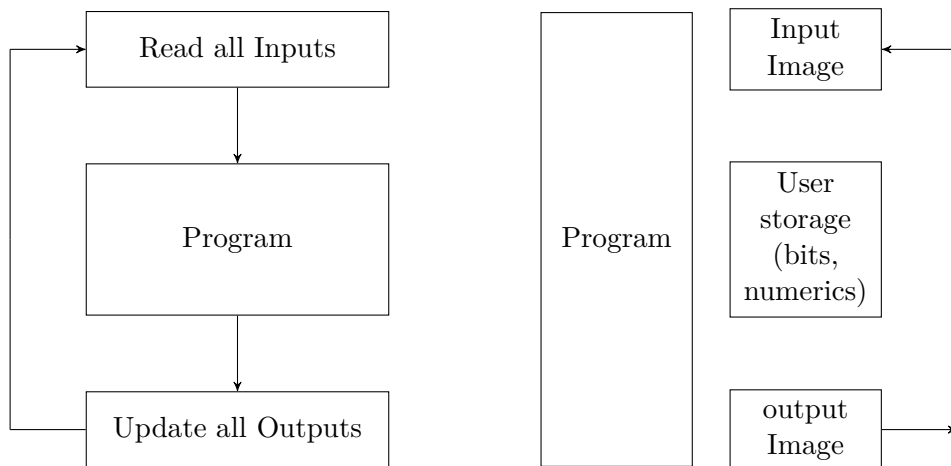 Read all Inputs
Program
Update all Outputs
Program
Input
Image
User
storage
(bits,
numerics)
output
Image